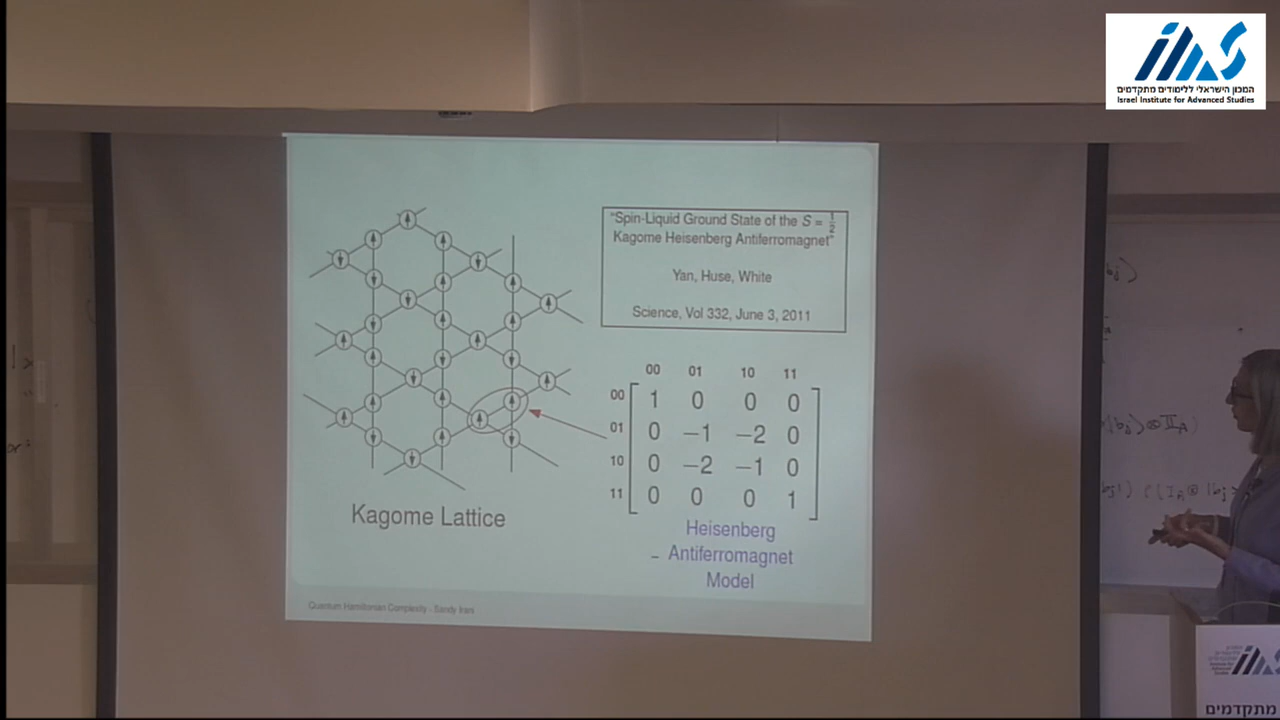 המכון הישראלי ללימודים מתקדמים
Israel Institute for Advanced Studies
"Spin-Liquid Ground State of the S = 1/2
Kagome Heisenberg Antiferromagnet"
Yan, Huse, White
Science, Vol 332, June 3, 2011
00 01 10 11
00 1 0 0 0
01 0 −1 −2 0
10 0 −2 −1 0
11 0 0 0 1
Kagome Lattice
Heisenberg
– Antiferromagnet
Model
Quantum Hamiltonian Complexity - Sandy Irani
מתקדמים